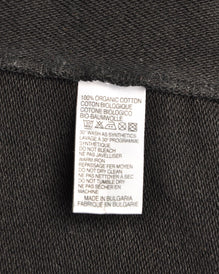 100% ORGANIC COTTON
COTON BIOLOGIQUE
COTONE BIOLOGICO
BIO-BAUMWOLLE
30° WASH AS SYNTHETICS
LAVAGE A 30° PROGRAMME
SYNTHETIQUE
DO NOT BLEACH
NE PAS JAVELLISER
WARM IRON
REPASSAGE FER MOYEN
DO NOT DRY CLEAN
NE PAS NETTOYER A SEC
DO NOT TUMBLE DRY
NE PAS SECHER EN
MACHINE
MADE IN BULGARIA
FABRIQUE EN BULGARIE